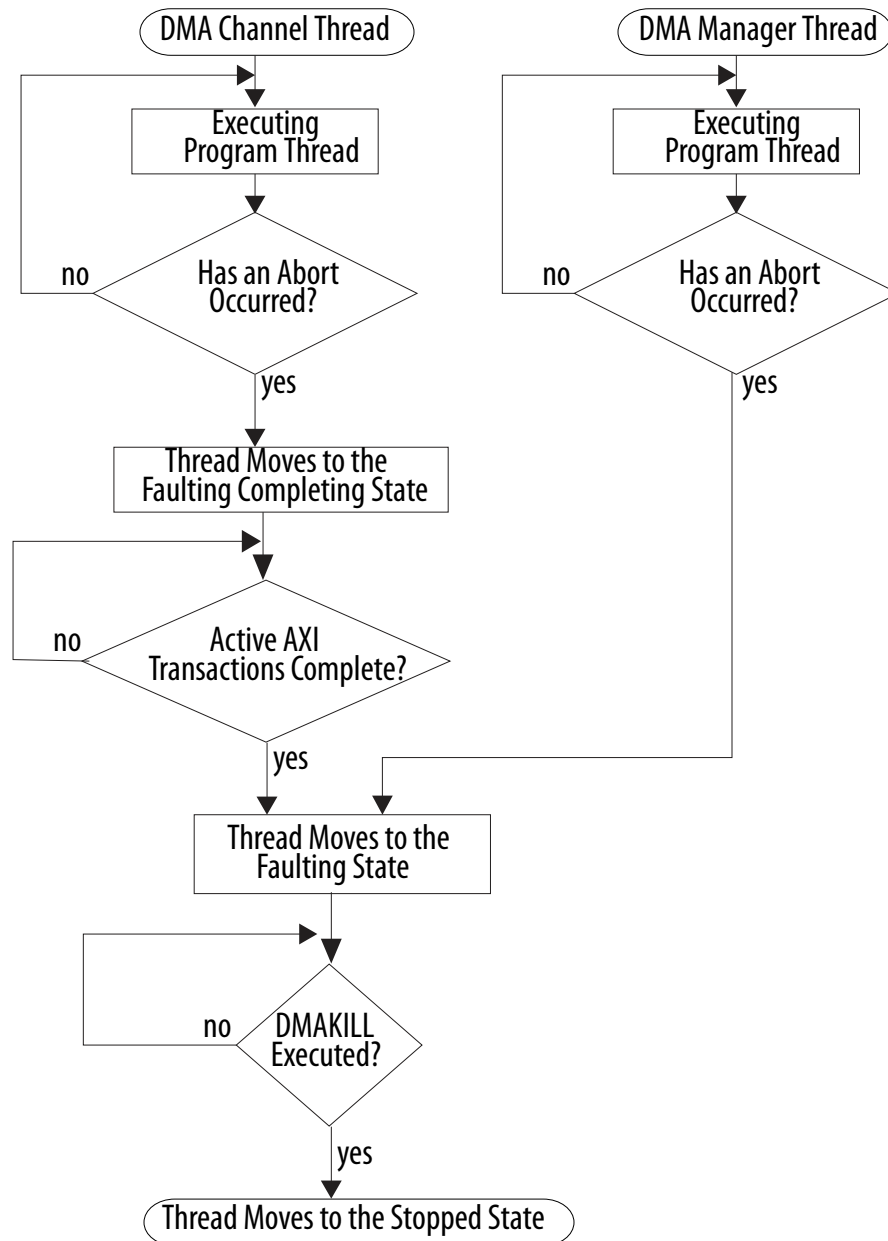 DMA Channel Thread
DMA Manager Thread
Executing
Program Thread
Executing
Program Thread
Has an Abort
Occurred?
no
yes
Has an Abort
Occurred?
no
yes
Thread Moves to the
Faulting Completing State
Active AXI
Transactions Complete?
no
yes
Thread Moves to the
Faulting State
DMAKILL
Executed?
no
yes
Thread Moves to the Stopped State